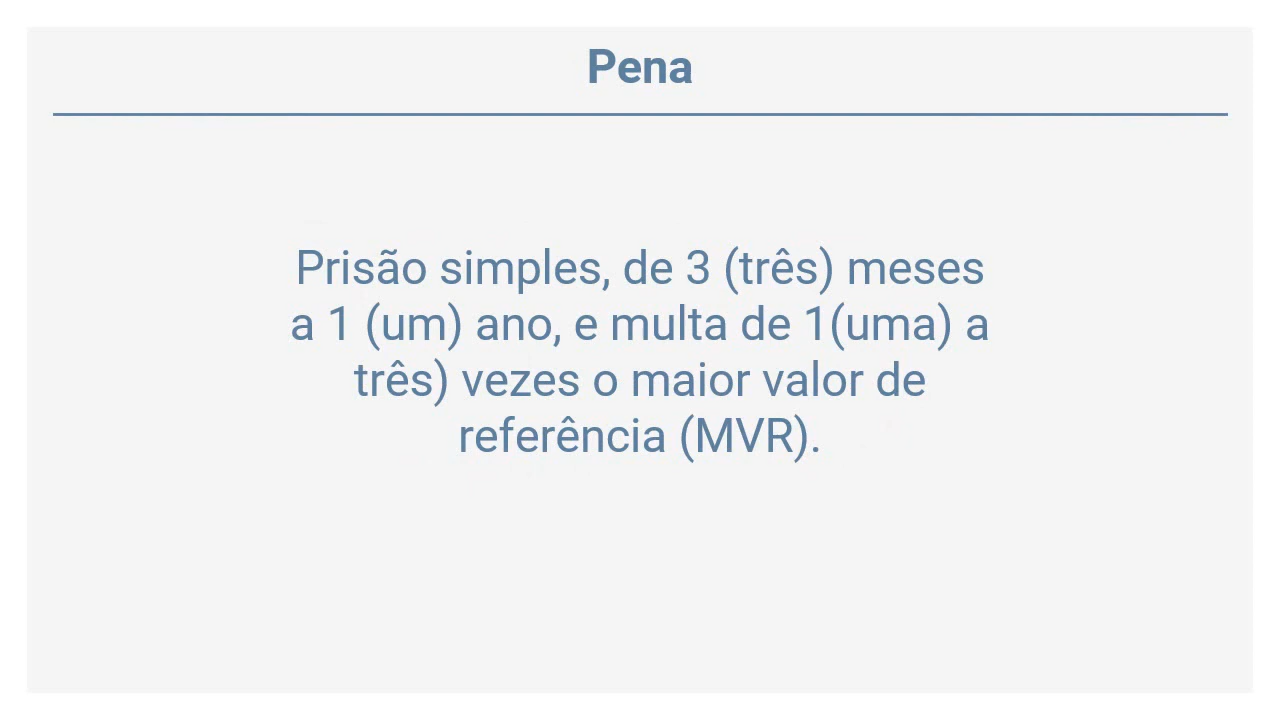 Pena
Prisão simples, de 3 (três) meses
a 1 (um) ano, e multa de 1(uma) a
três) vezes o maior valor de
referência (MVR).